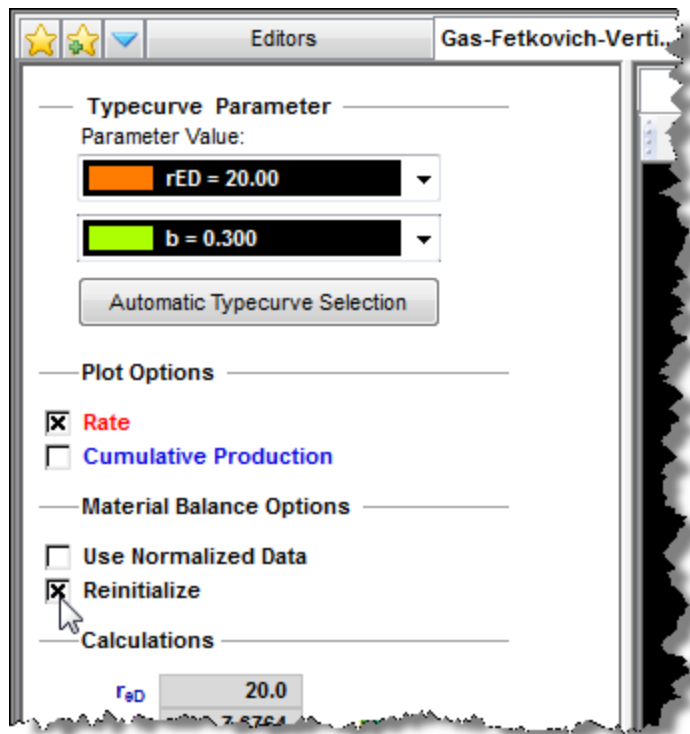 Editors
Gas-Fetkovich-Verti...
Typecurve Parameter
Parameter Value:
rED = 20.00
b = 0.300
Automatic Typecurve Selection
Plot Options
Rate
Cumulative Production
Material Balance Options
Use Normalized Data
Reinitialize
Calculations
reD 20.0